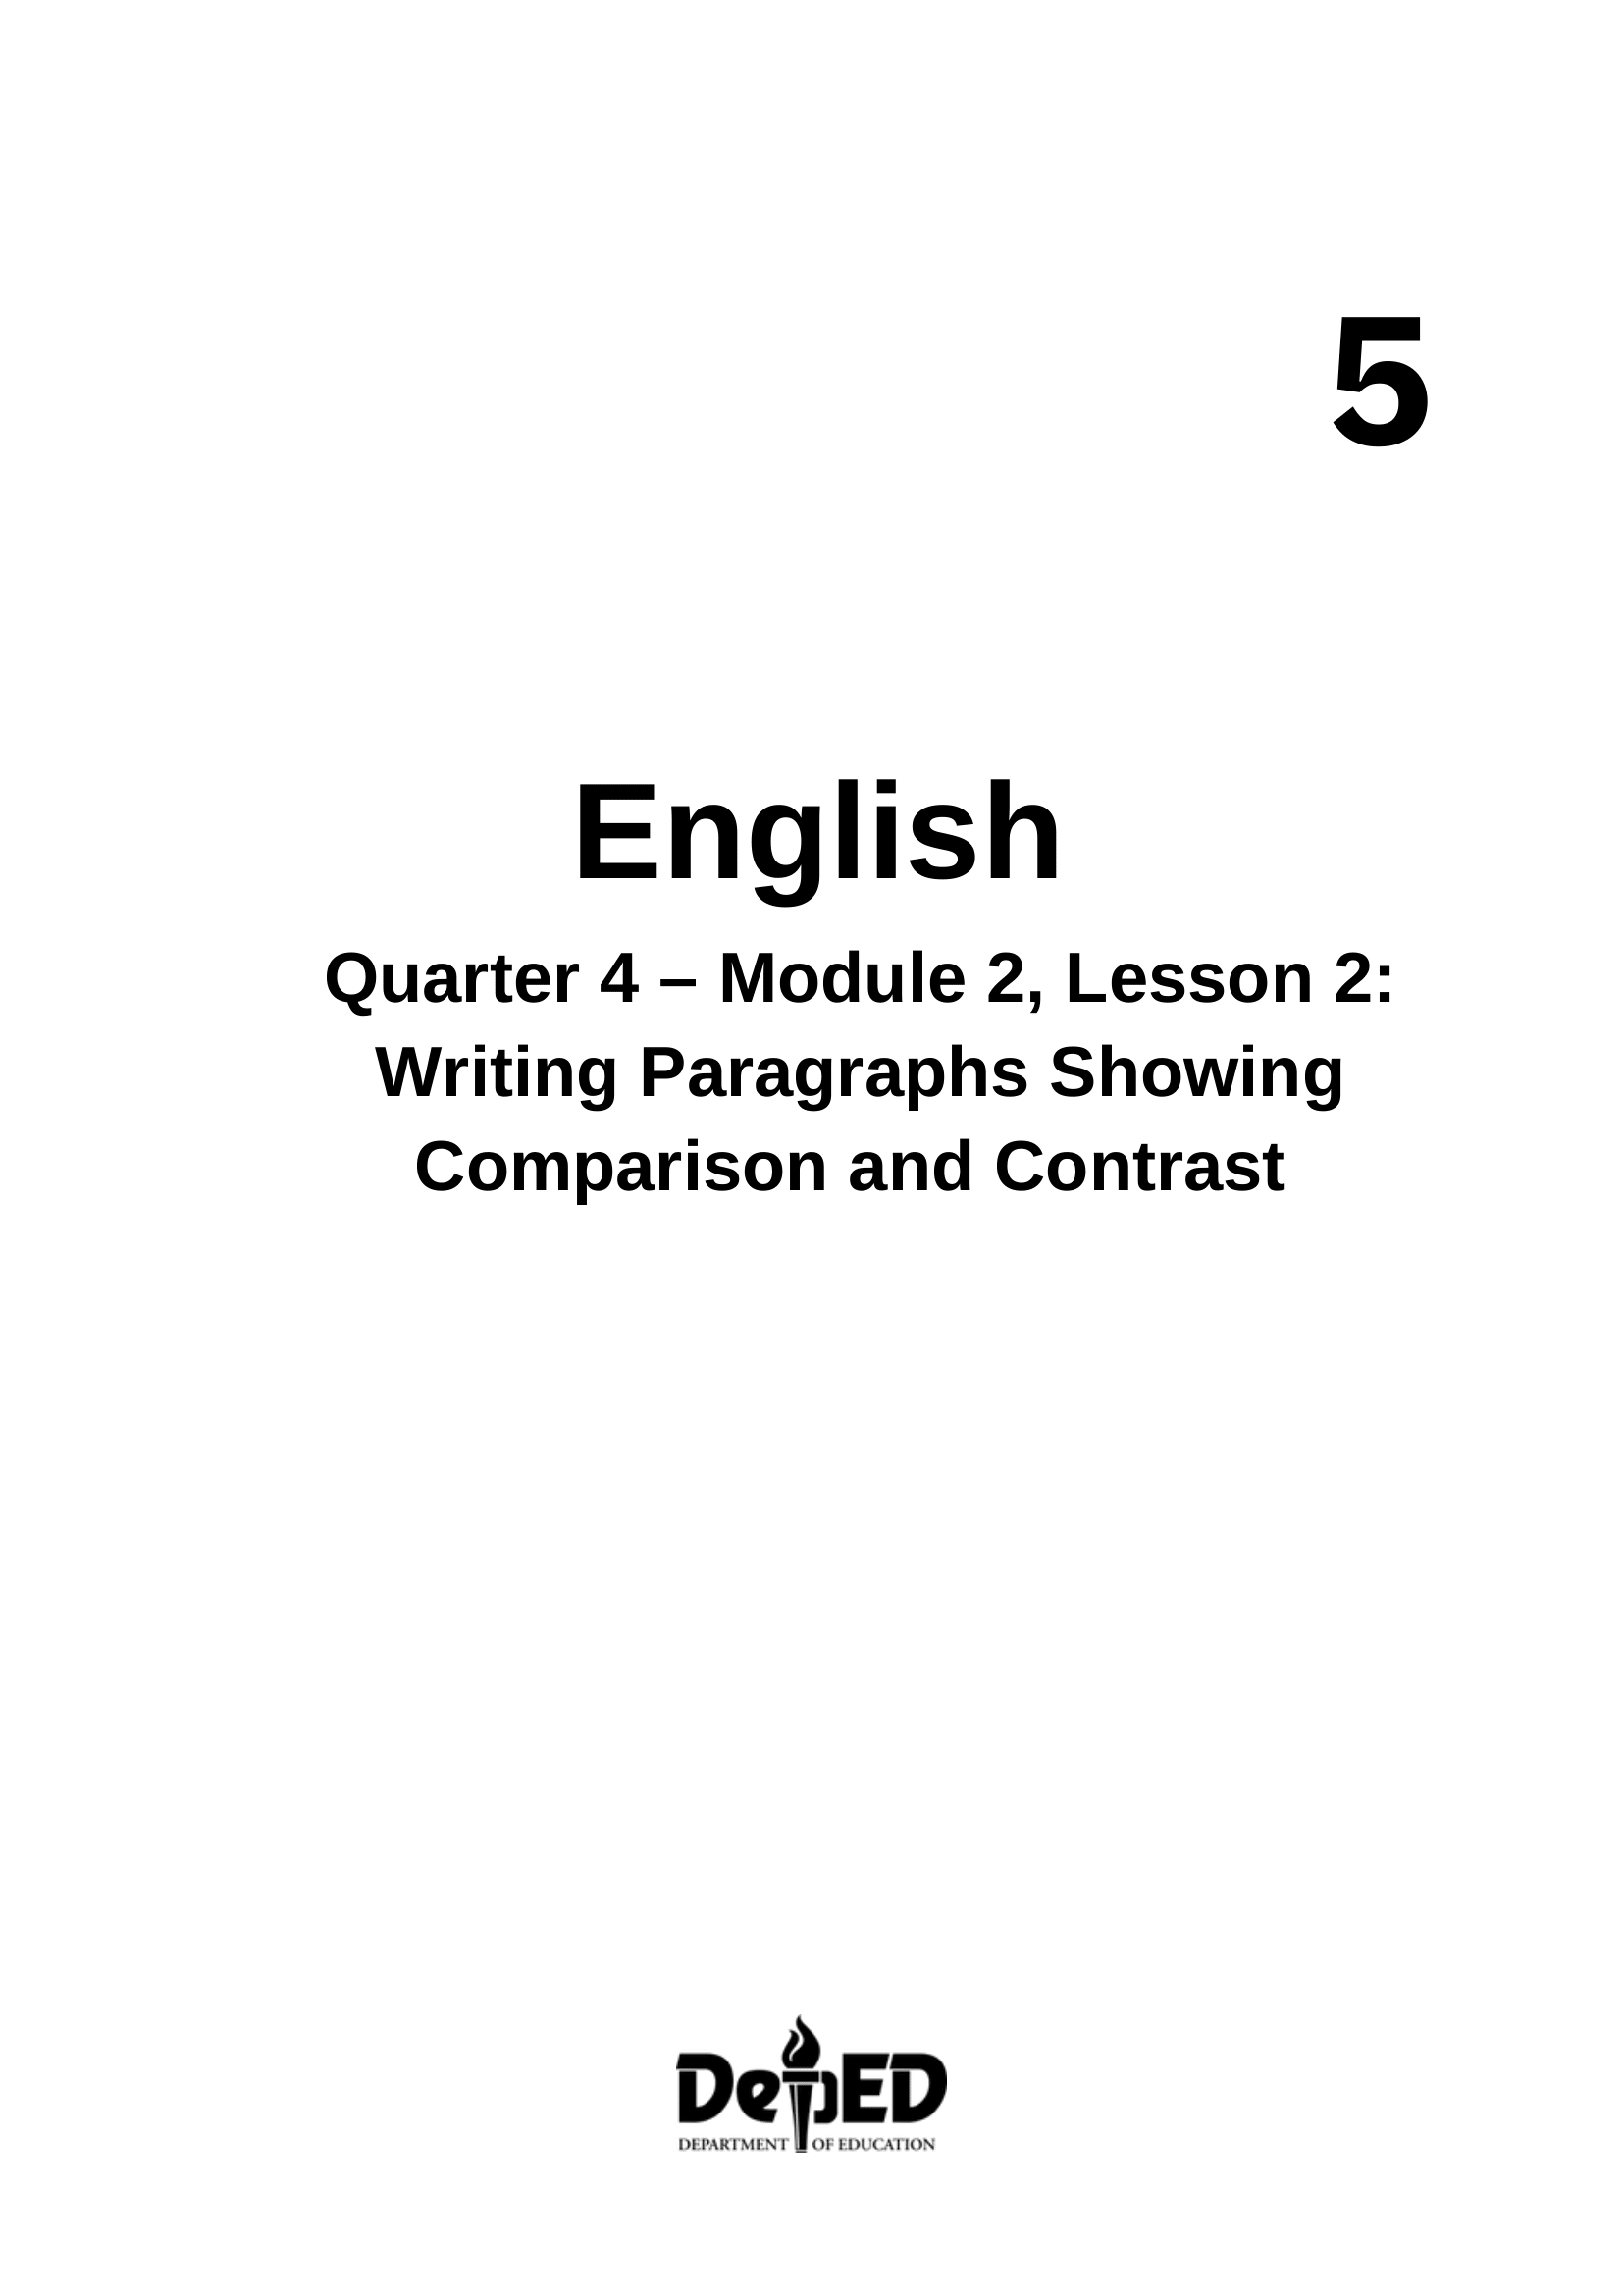 5
English
Quarter 4 – Module 2, Lesson 2:
Writing Paragraphs Showing
Comparison and Contrast
DepED
DEPARTMENT OF EDUCATION